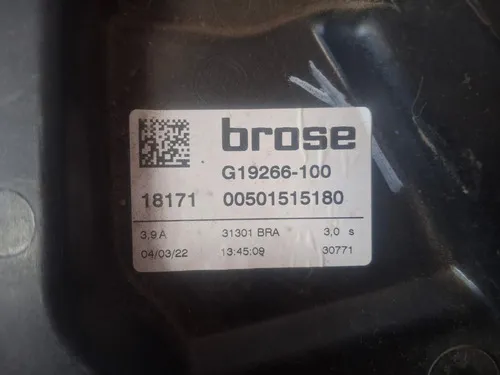 brose
G19266-100
18171 00501515180
3,9 A 31301 BRA 3,0 s
04/03/22 13:45:09 30771